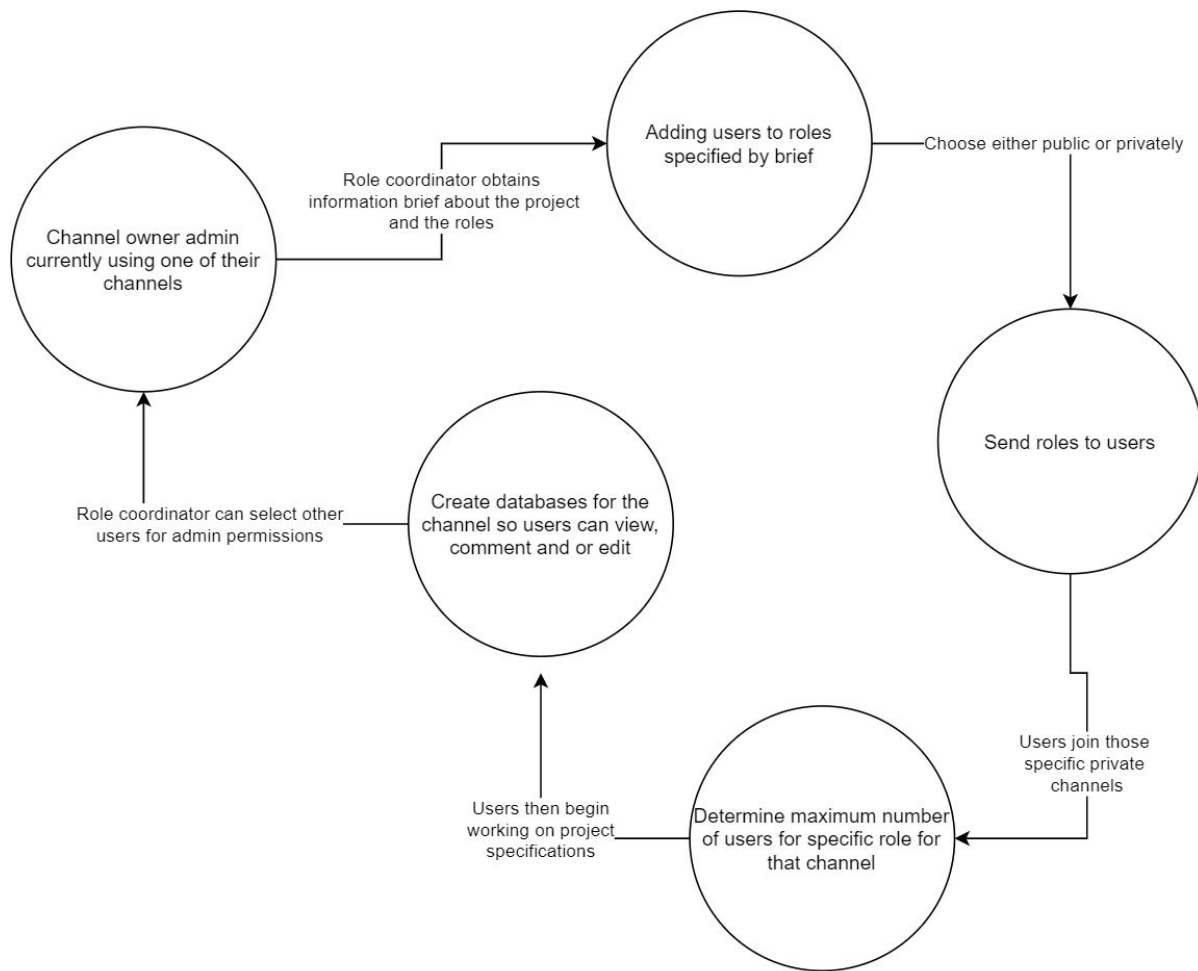 Adding users to roles
specified by brief
Choose either public or privately
Role coordinator obtains
information brief about the project
and the roles
Channel owner admin
currently using one of their
channels
Send roles to users
Create databases for the
channel so users can view,
comment and or edit
Role coordinator can select other
users for admin permissions
Users join those
specific private
channels
Determine maximum number
of users for specific role for
that channel
Users then begin
working on project
specifications